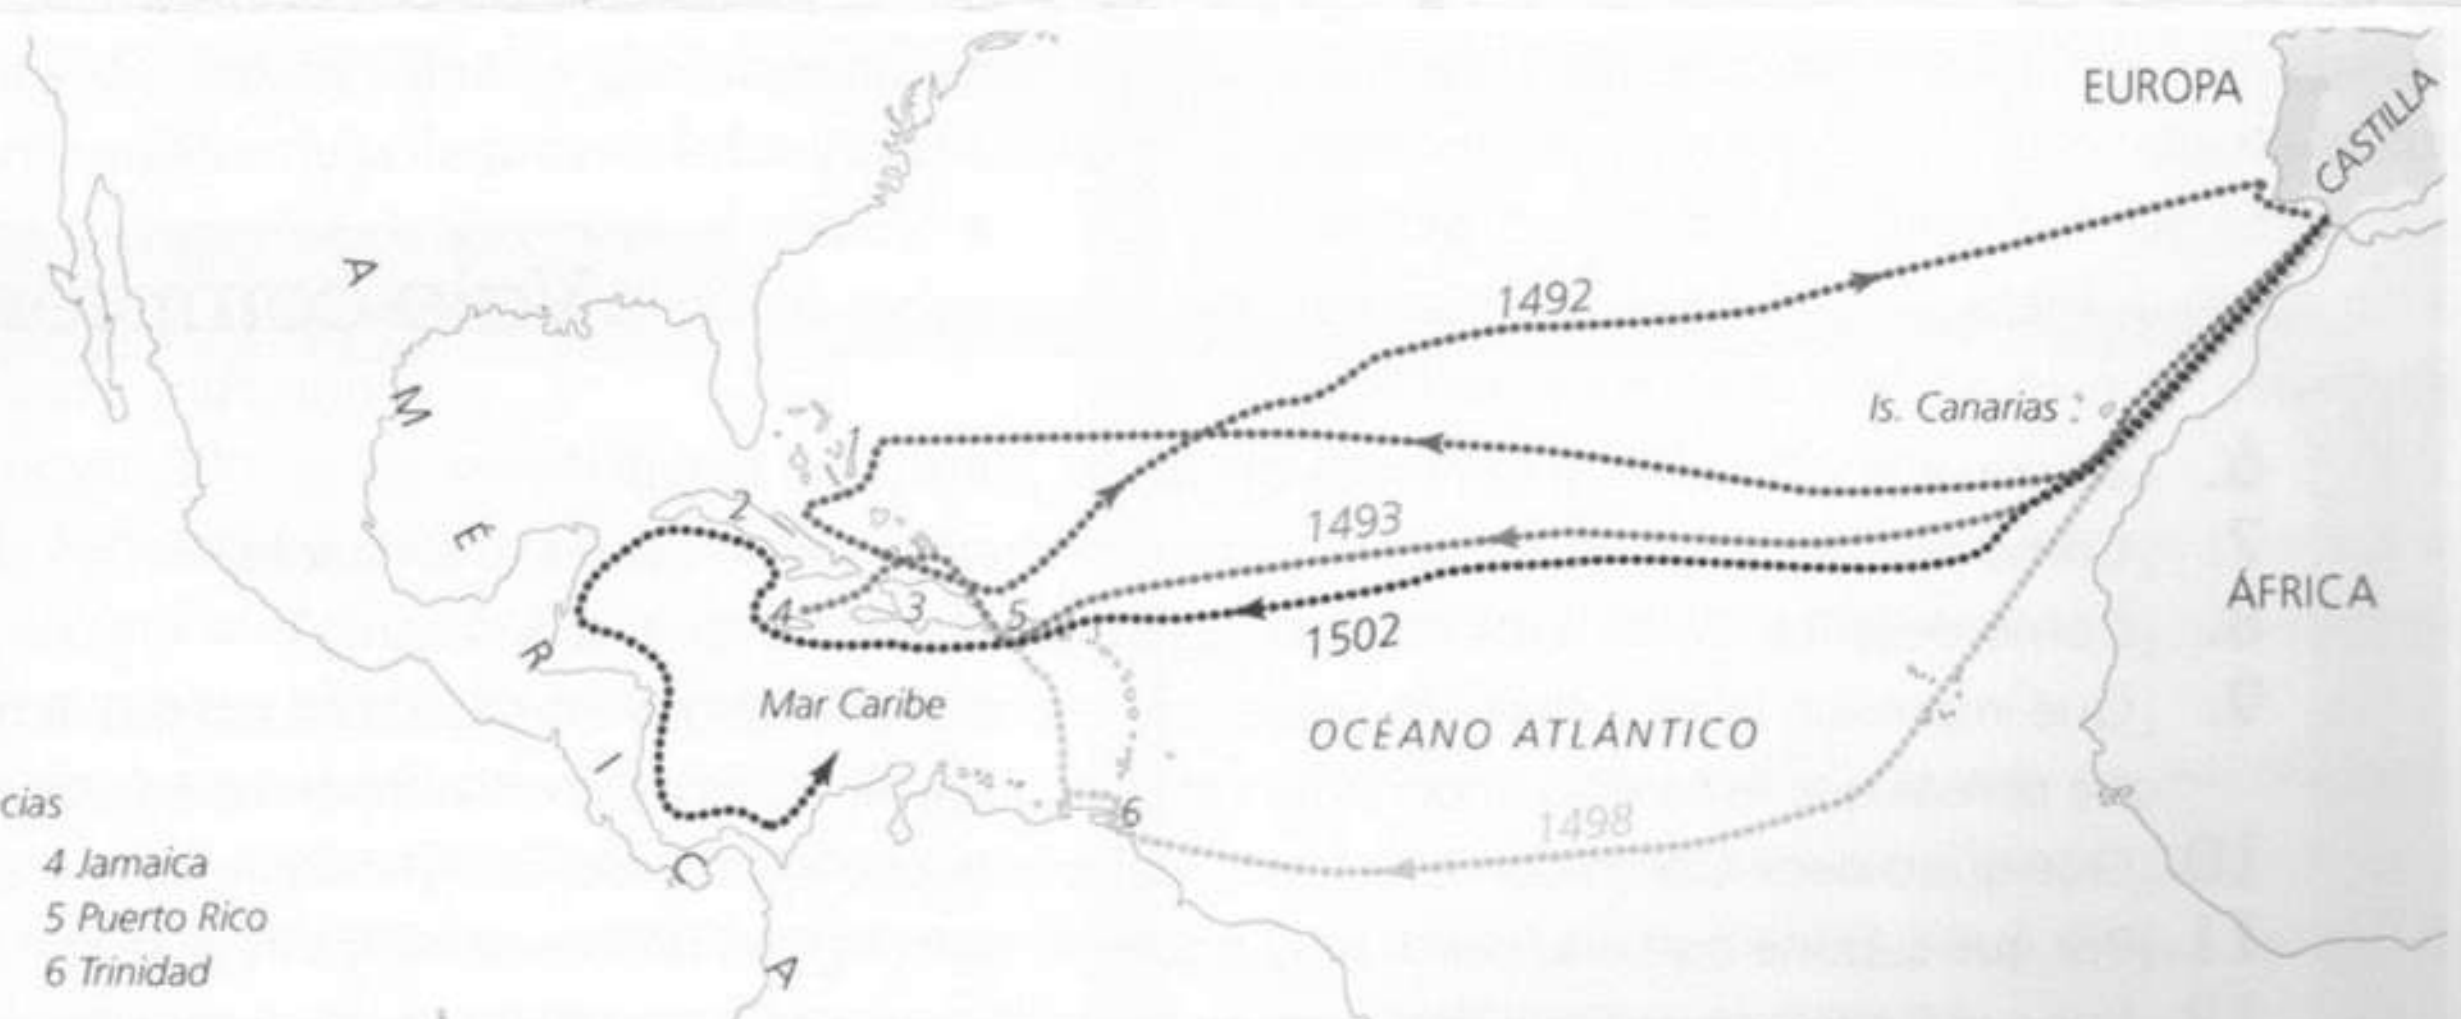 EUROPA
CASTILLA
1492
Is. Canarias
1
1493
2
ÁFRICA
4
3
5
1502
Mar Caribe
OCÉANO ATLÁNTICO
6
1498
AMÉRICA
cias
4 Jamaica
5 Puerto Rico
6 Trinidad